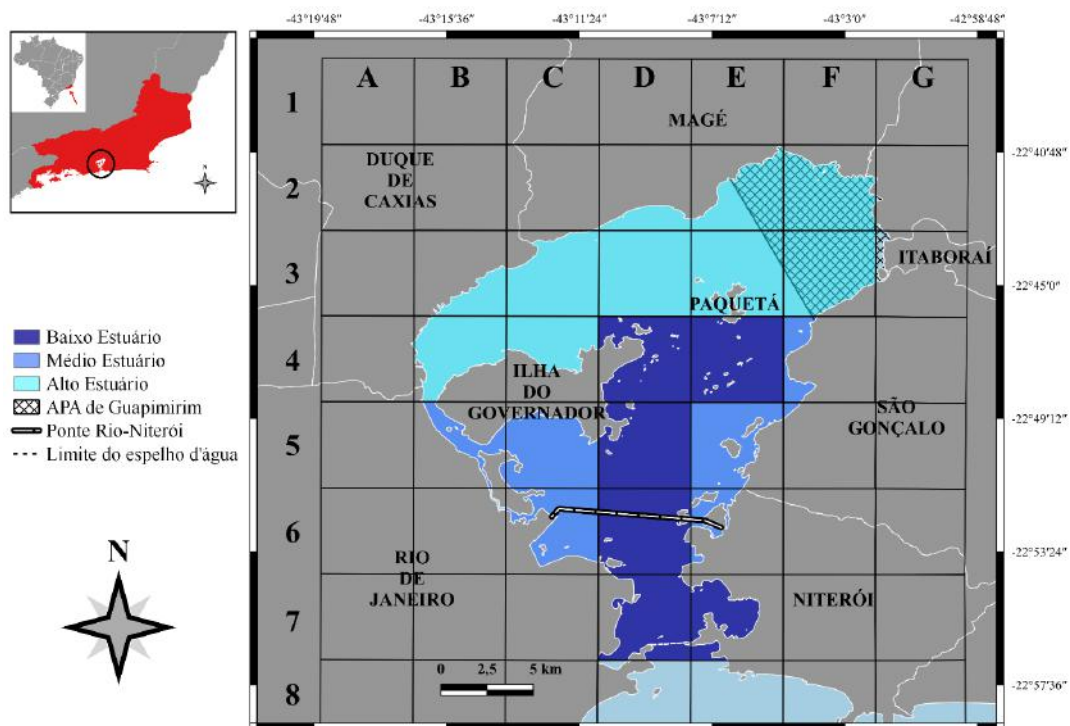 -43°19'48"
-43°15'36"
-43°11'24"
-43°7'12"
-43°3'0"
-42°58'48"
A
B
C
D
E
F
G
1
2
3
4
5
6
7
8
-22°40'48"
-22°45'0"
-22°49'12"
-22°53'24"
-22°57'36"
MAGÉ
DUQUE
DE
CAXIAS
ITABORAÍ
PAQUETÁ
ILHA
DO
GOVERNADOR
SÃO
GONÇALO
RIO
DE
JANEIRO
NITERÓI
0 2,5 5 km
N
Baixo Estuário
Médio Estuário
Alto Estuário
APA de Guapimirim
Ponte Rio-Niterói
Limite do espelho d'água
N